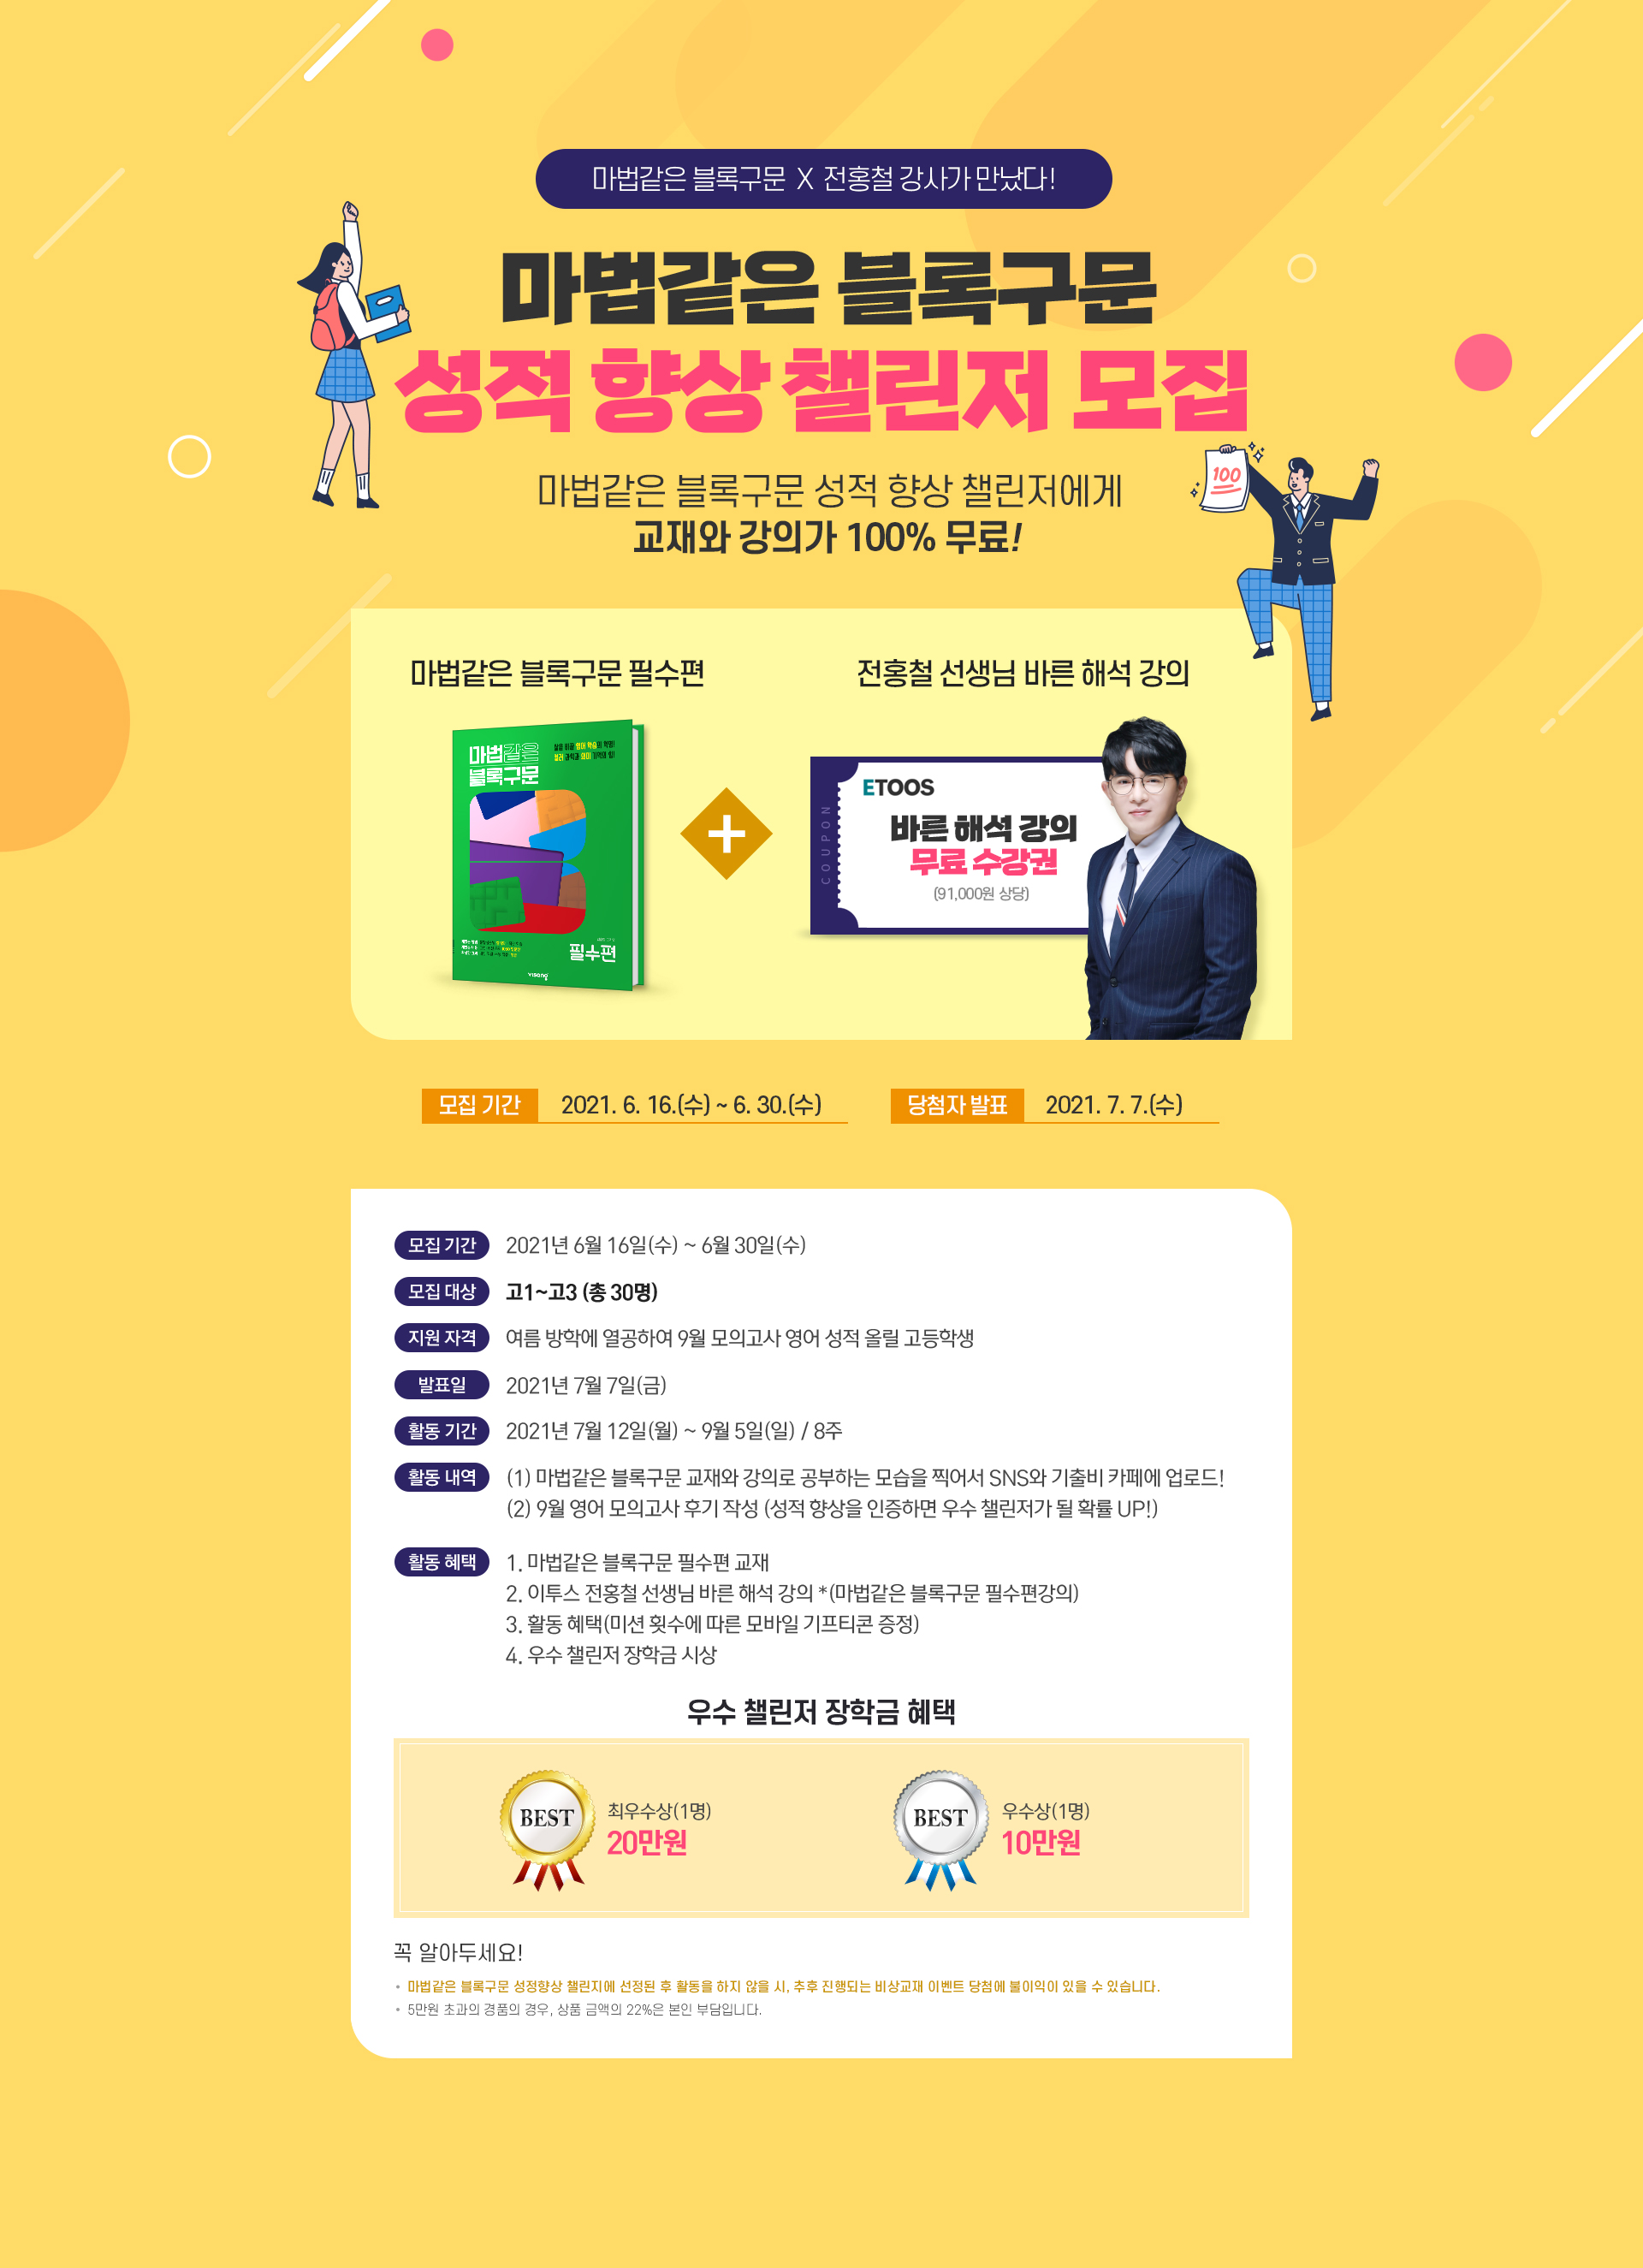 마법같은 블록구문 X 전홍철 강사가 만났다!
마법같은 블록구문
성적 향상 챌린저 모집
마법같은 블록구문 성적 향상 챌린저에게
교재와 강의가 100% 무료!
100
마법같은 블록구문 필수편
전홍철 선생님 바른 해석 강의
마법같은
블록구문
필수편
visang
COUPON
ETOOS
바른 해석 강의
무료 수강권
(91,000원 상당)
모집 기간 2021. 6. 16.(수) ~ 6. 30.(수)
당첨자 발표 2021. 7. 7.(수)
모집 기간 2021년 6월 16일(수) ~ 6월 30일(수)
모집 대상 고1~고3 (총 30명)
지원 자격 여름 방학에 열공하여 9월 모의고사 영어 성적 올릴 고등학생
발표일 2021년 7월 7일(금)
활동 기간 2021년 7월 12일(월) ~ 9월 5일(일) / 8주
활동 내역 (1) 마법같은 블록구문 교재와 강의로 공부하는 모습을 찍어서 SNS와 기출비 카페에 업로드!
(2) 9월 영어 모의고사 후기 작성 (성적 향상을 인증하면 우수 챌린저가 될 확률 UP!)
활동 혜택 1. 마법같은 블록구문 필수편 교재
2. 이투스 전홍철 선생님 바른 해석 강의 *(마법같은 블록구문 필수편강의)
3. 활동 혜택(미션 횟수에 따른 모바일 기프티콘 증정)
4. 우수 챌린저 장학금 시상
우수 챌린저 장학금 혜택
BEST
최우수상(1명)
20만원
BEST
우수상(1명)
10만원
꼭 알아두세요!
• 마법같은 블록구문 성정향상 챌린지에 선정된 후 활동을 하지 않을 시, 추후 진행되는 비상교재 이벤트 당첨에 불이익이 있을 수 있습니다.
• 5만원 초과의 경품의 경우, 상품 금액의 22%은 본인 부담입니다.